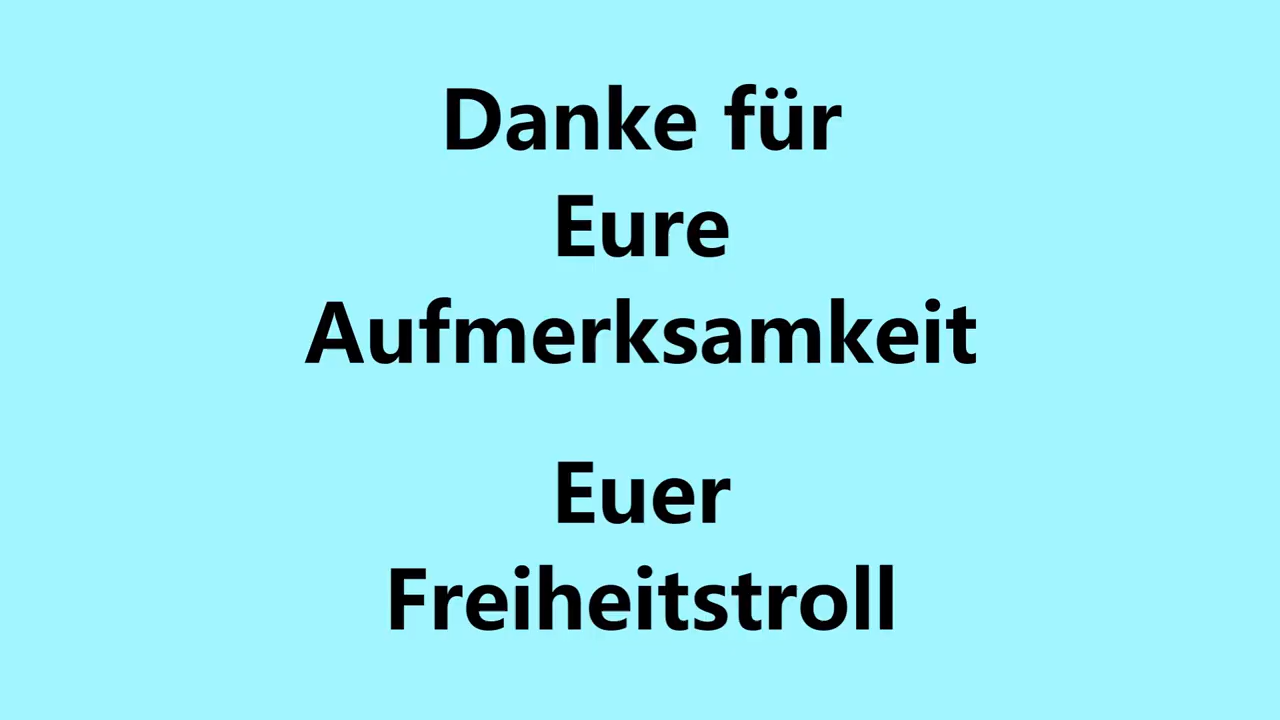 Danke für
Eure
Aufmerksamkeit
Euer
Freiheitstroll